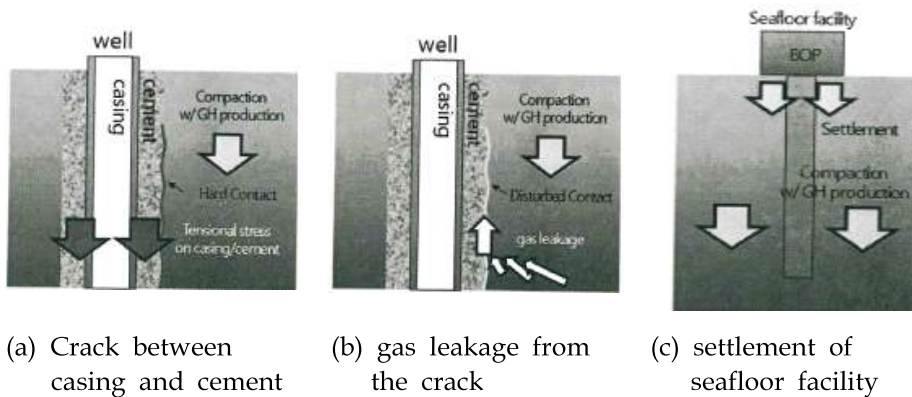 well
casing
cement
Compaction
w/ GH production
Hard Contact
Tensional stress
on casing/cement
well
casing
cement
Compaction
w/ GH production
Disturbed Contact
gas leakage
Seafloor facility
BOP
Settlement
Compaction
w/ GH production
(a) Crack between
casing and cement
(b) gas leakage from
the crack
(c) settlement of
seafloor facility